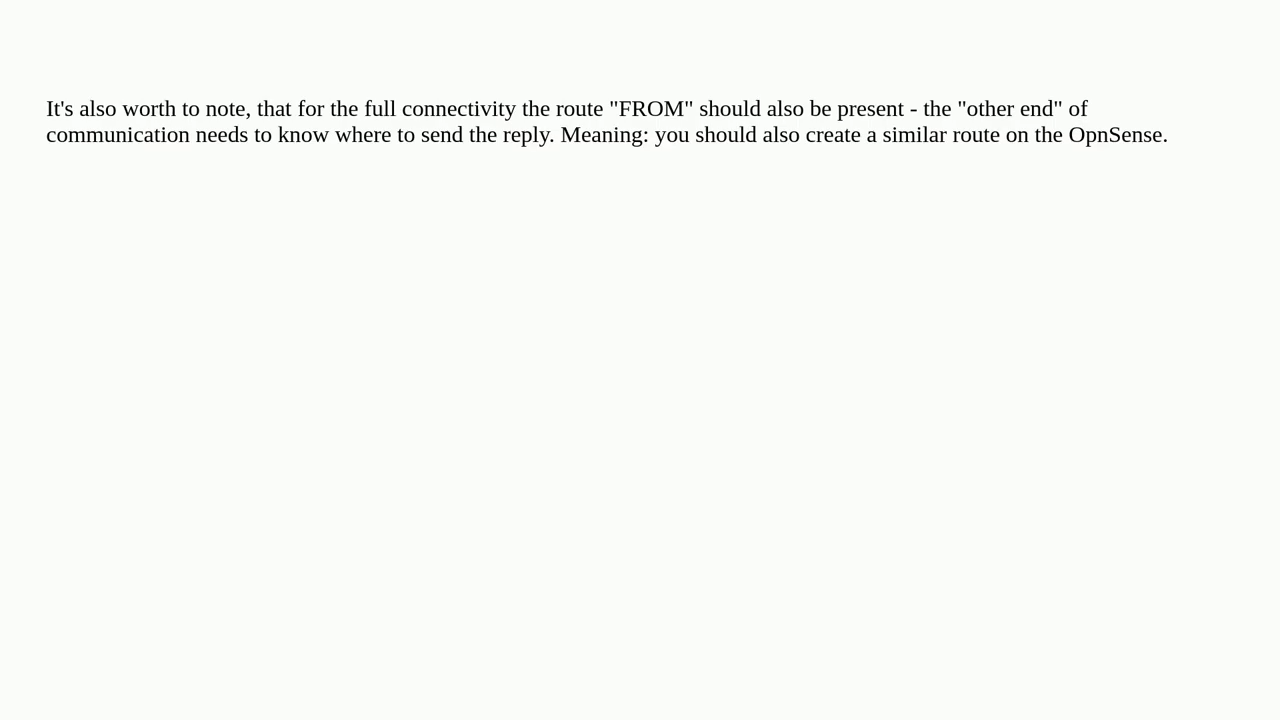 It's also worth to note, that for the full connectivity the route "FROM" should also be present - the "other end" of
communication needs to know where to send the reply. Meaning: you should also create a similar route on the OpnSense.